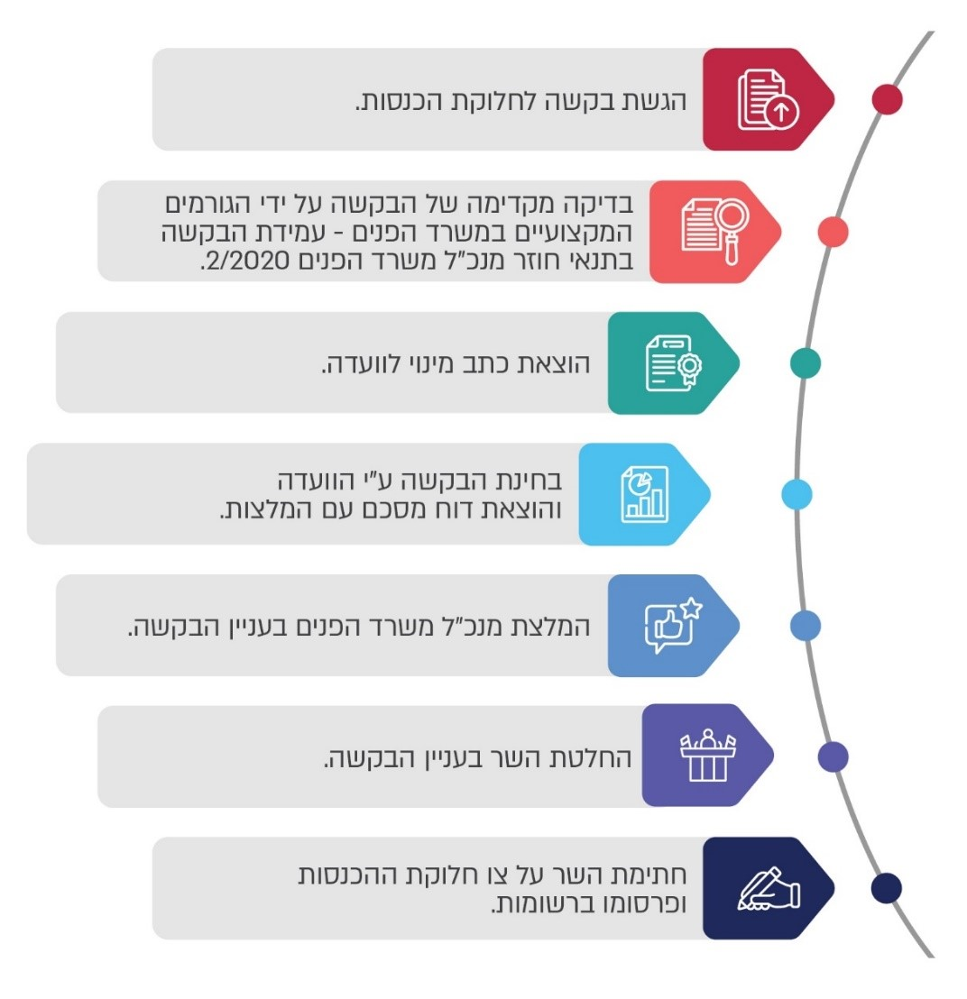 הגשת בקשה לחלוקת הכנסות.
בדיקה מקדימה של הבקשה על ידי הגורמים
המקצועיים במשרד הפנים - עמידת הבקשה
בתנאי חוזר מנכ"ל משרד הפנים 2/2020.
הוצאת כתב מינוי לוועדה.
בחינת הבקשה ע"י הוועדה
והוצאת דוח מסכם עם המלצות.
המלצת מנכ"ל משרד הפנים בעניין הבקשה.
החלטת השר בעניין הבקשה.
חתימת השר על צו חלוקת ההכנסות
ופרסומו ברשומות.